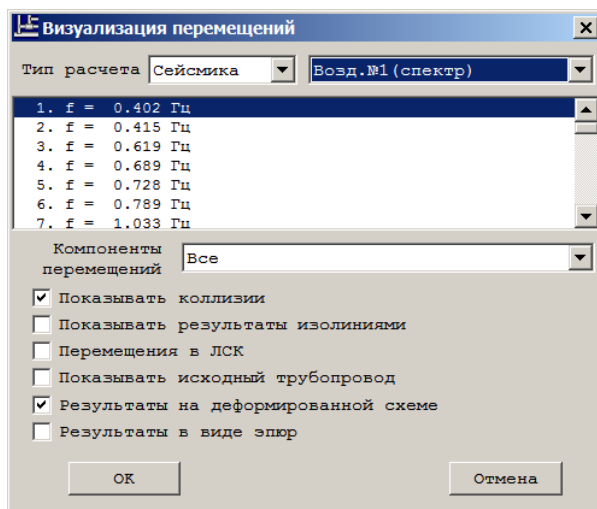 Визуализация перемещений
Тип расчета Сейсмика Возд.№1(спектр)
1. f = 0.402 Гц
2. f = 0.415 Гц
3. f = 0.619 Гц
4. f = 0.689 Гц
5. f = 0.728 Гц
6. f = 0.789 Гц
7. f = 1.033 Гц
Компоненты
перемещений
Все
Показывать коллизии
Показывать результаты изолиниями
Перемещения в ЛСК
Показывать исходный трубопровод
Результаты на деформированной схеме
Результаты в виде эпюр
OK Отмена